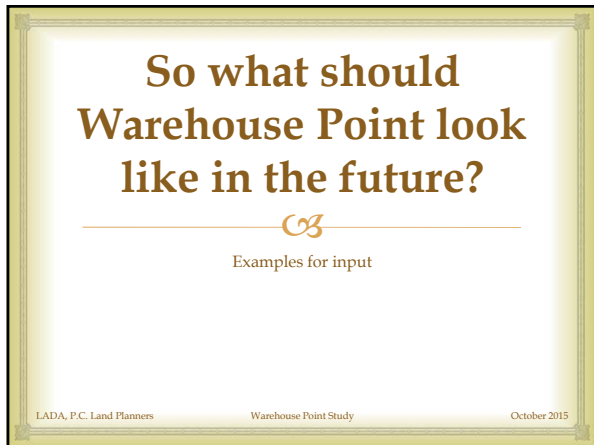 So what should
Warehouse Point look
like in the future?
Examples for input
LADA, P.C. Land Planners Warehouse Point Study October 2015